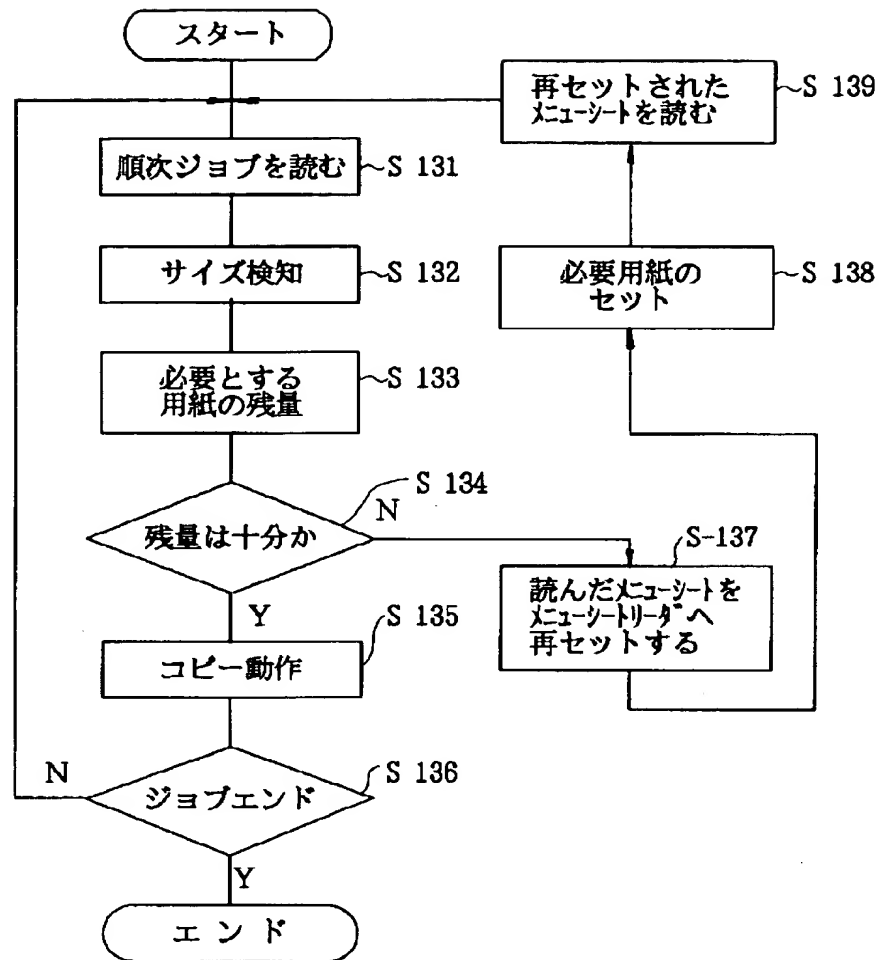 スタート
順次ジョブを読む
S 131
サイズ検知
S 132
必要とする
用紙の残量
S 133
残量は十分か
S 134
N
Y
コピー動作
S 135
ジョブエンド
S 136
N
Y
エンド
S-137
読んだメニューシートを
メニューシートリーダへ
再セットする
必要用紙の
セット
S 138
再セットされた
メニューシートを読む
S 139